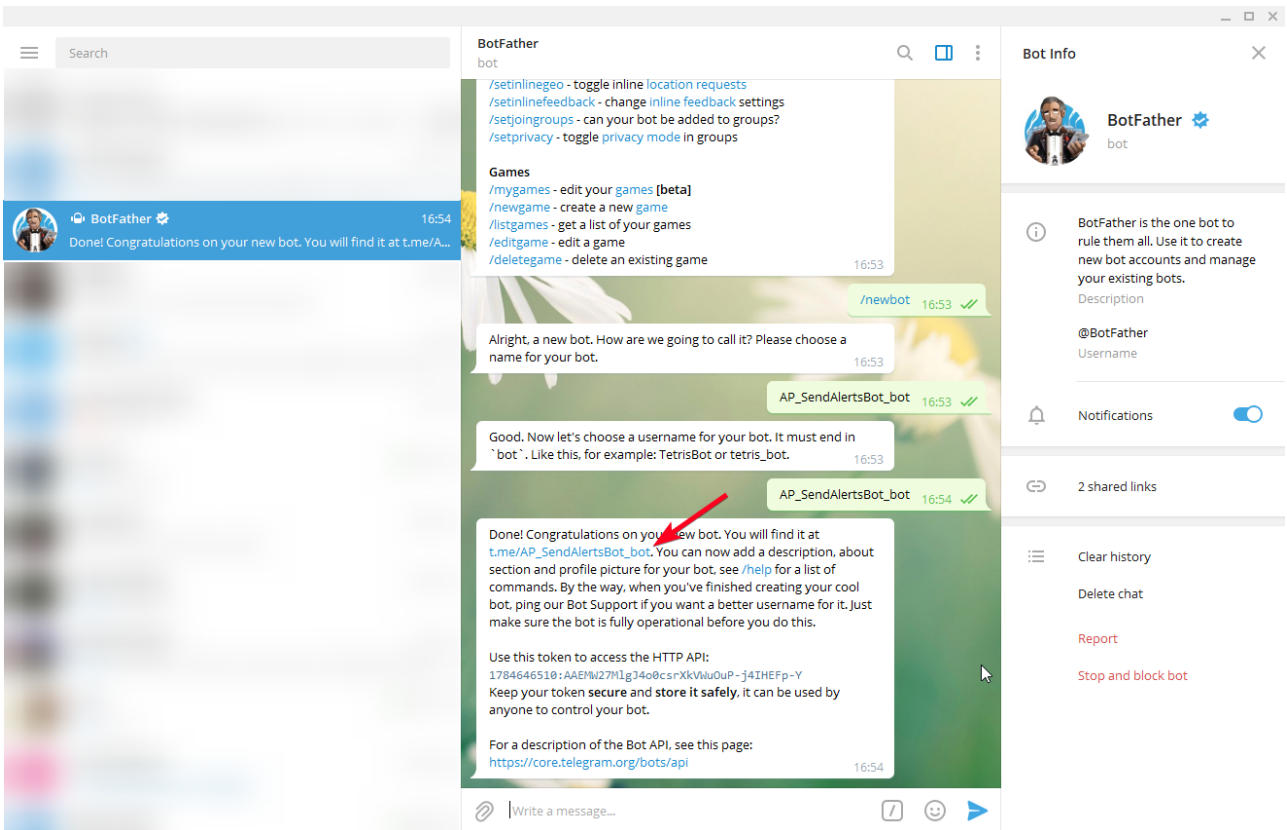 Search
BotFather
16:54
Done! Congratulations on your new bot. You will find it at t.me/A...
BotFather
bot
/setinlinegeo - toggle inline location requests
/setinlinefeedback - change inline feedback settings
/setjoingroups - can your bot be added to groups?
/setprivacy - toggle privacy mode in groups
Games
/mygames - edit your games [beta]
/newgame - create a new game
/listgames - get a list of your games
/editgame - edit a game
/deletegame - delete an existing game
16:53
/newbot 16:53
Alright, a new bot. How are we going to call it? Please choose a
name for your bot.
16:53
AP_SendAlertsBot_bot 16:53
Good. Now let's choose a username for your bot. It must end in
`bot`. Like this, for example: TetrisBot or tetris_bot.
16:53
AP_SendAlertsBot_bot 16:54
Done! Congratulations on your new bot. You will find it at
t.me/AP_SendAlertsBot_bot. You can now add a description, about
section and profile picture for your bot, see /help for a list of
commands. By the way, when you've finished creating your cool
bot, ping our Bot Support if you want a better username for it. Just
make sure the bot is fully operational before you do this.
Use this token to access the HTTP API:
1784646510:AAEMW27MlgJ4o0csrXkVWuOuP-j4IHEFp-Y
Keep your token secure and store it safely, it can be used by
anyone to control your bot.
For a description of the Bot API, see this page:
https://core.telegram.org/bots/api
16:54
Write a message...
Bot Info
BotFather
bot
BotFather is the one bot to
rule them all. Use it to create
new bot accounts and manage
your existing bots.
Description
@BotFather
Username
Notifications
2 shared links
Clear history
Delete chat
Report
Stop and block bot